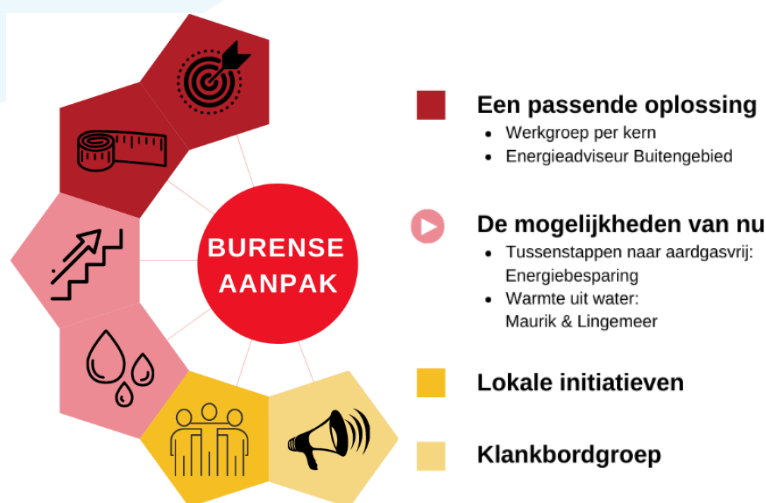 BURENSE
AANPAK
Een passende oplossing
• Werkgroep per kern
• Energieadviseur Buitengebied
De mogelijkheden van nu
• Tussenstappen naar aardgasvrij:
Energiebesparing
• Warmte uit water:
Maurik & Lingemeer
Lokale initiatieven
Klankbordgroep